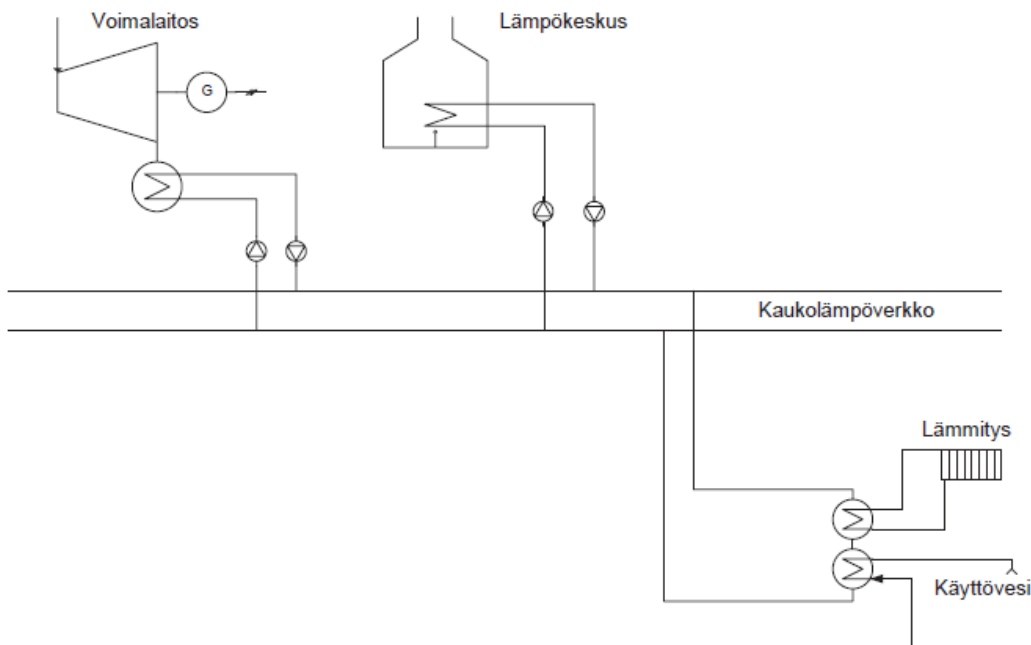 Voimalaitos
Lämpökeskus
G
Kaukolämpöverkko
Lämmitys
Käyttövesi